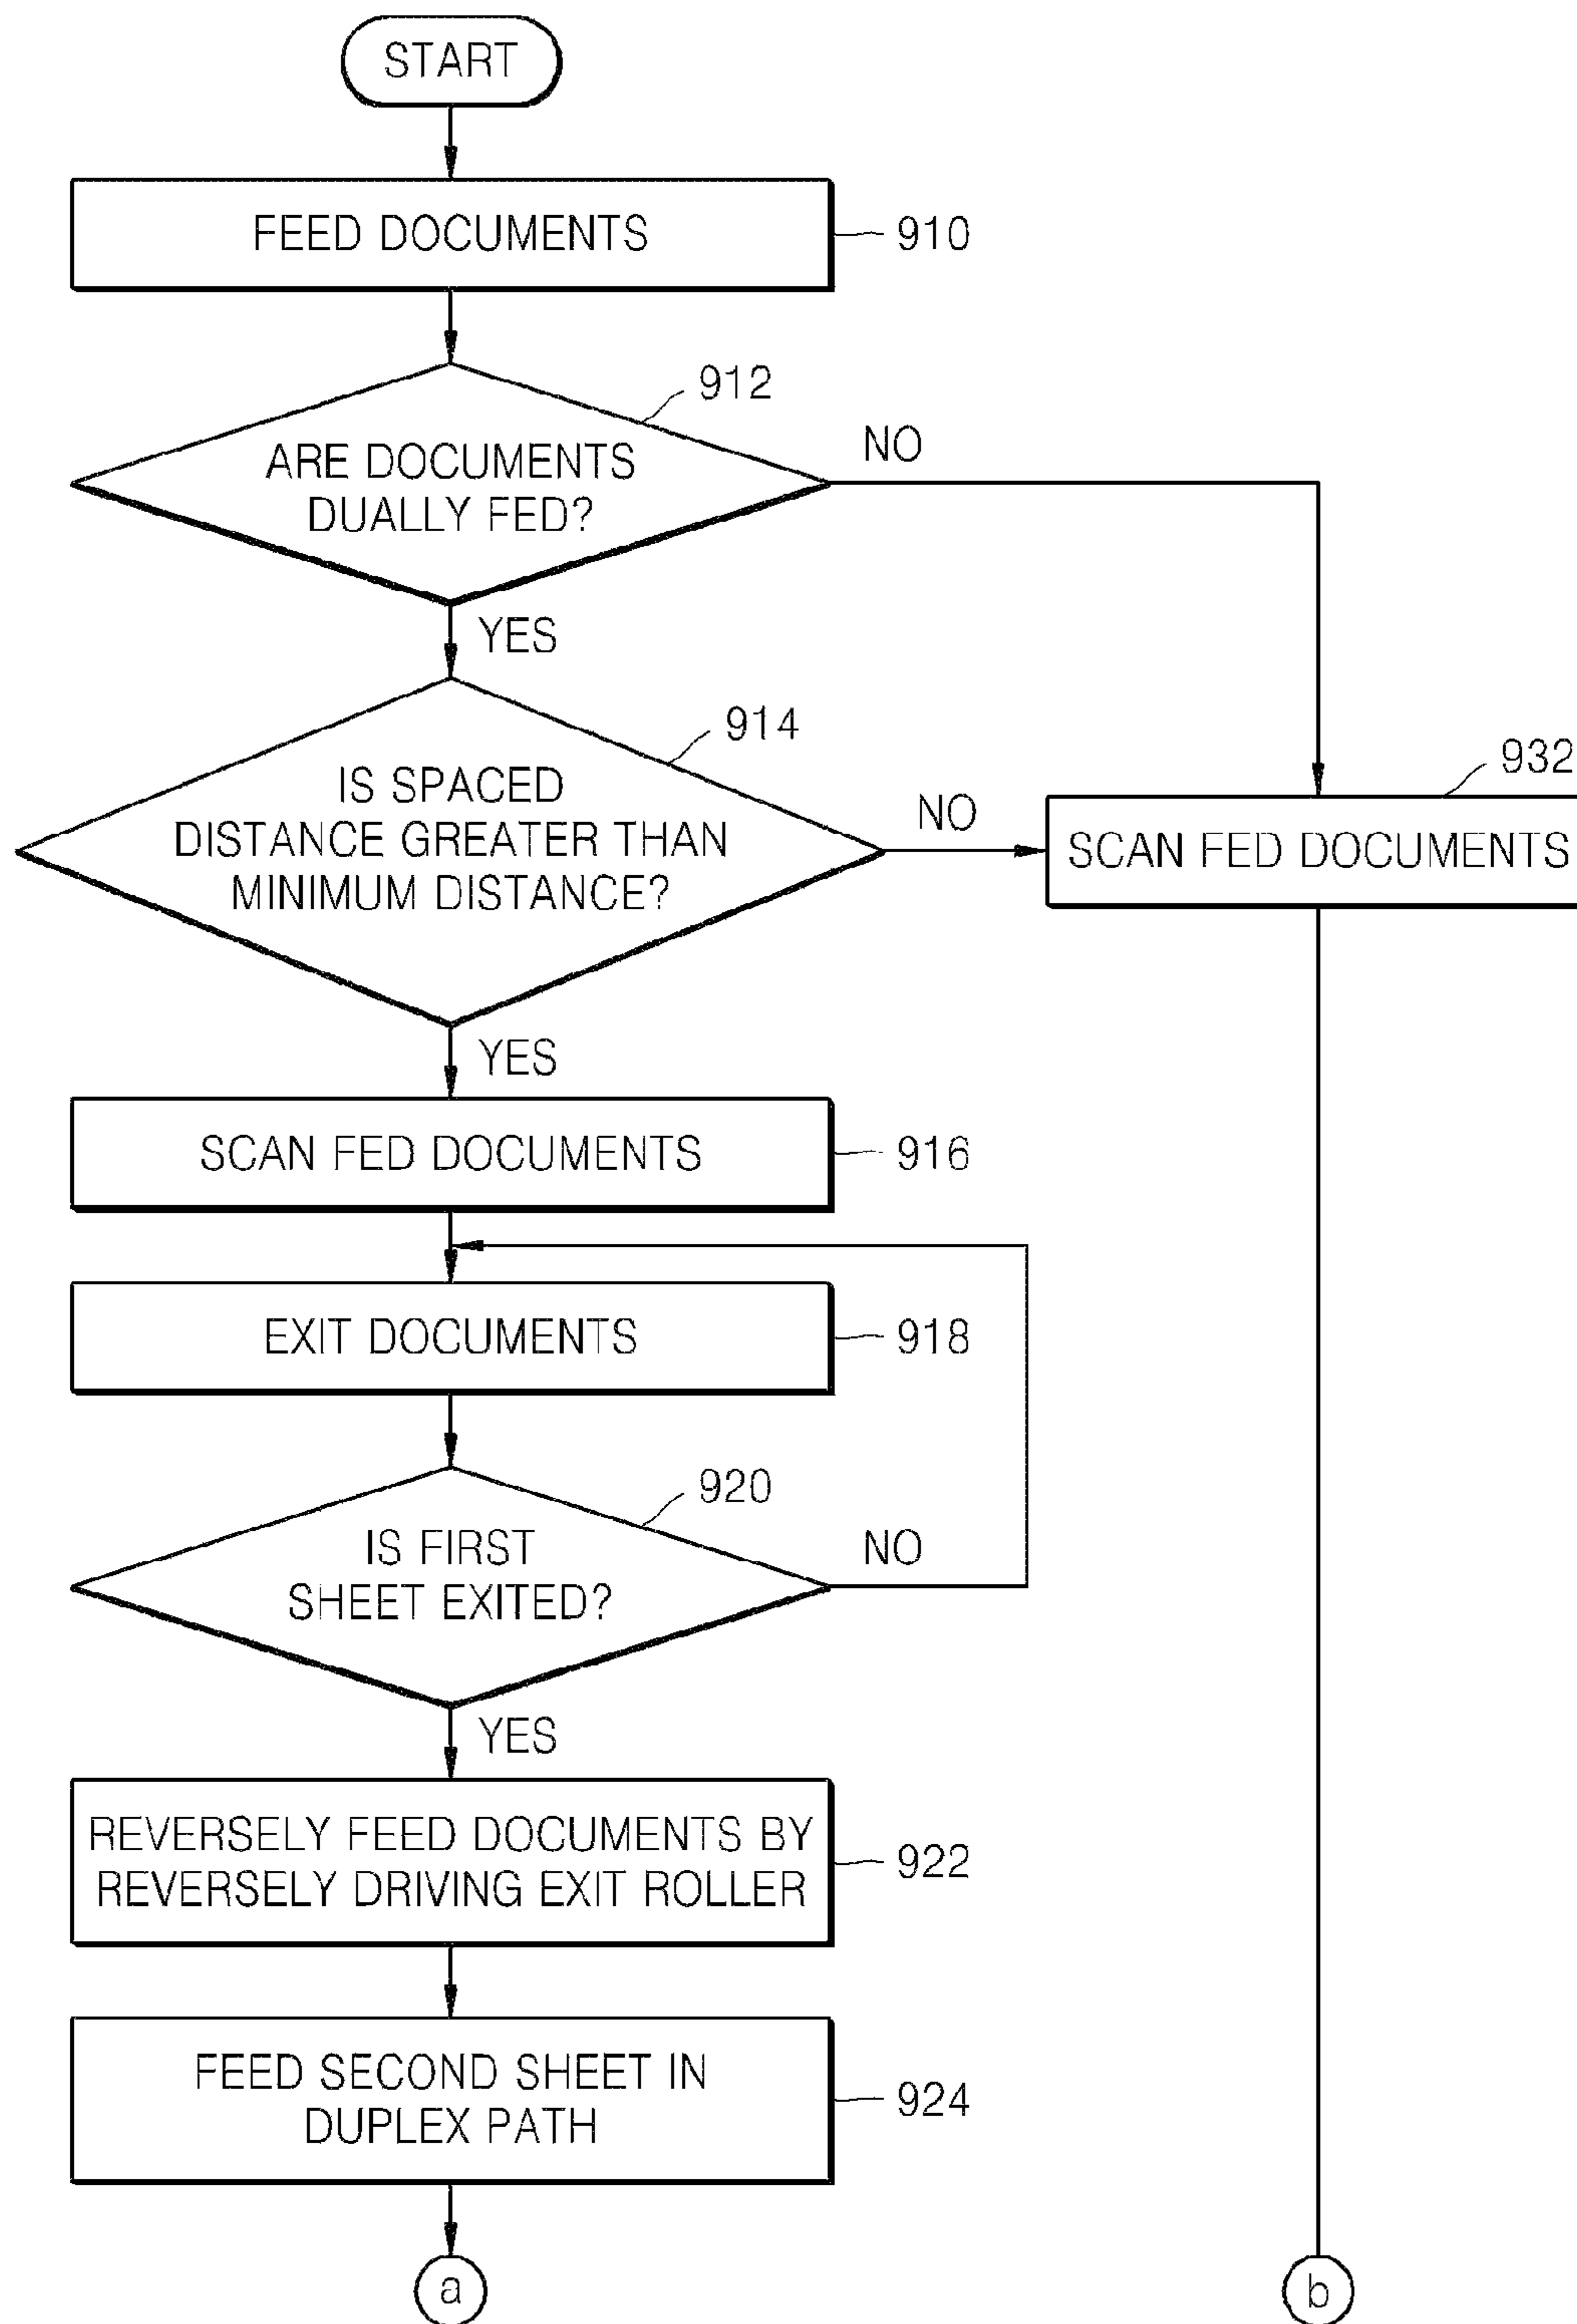 START
FEED DOCUMENTS
910
912
ARE DOCUMENTS
DUALLY FED?
NO
YES
914
IS SPACED
DISTANCE GREATER THAN
MINIMUM DISTANCE?
NO
932
SCAN FED DOCUMENTS
YES
SCAN FED DOCUMENTS
916
EXIT DOCUMENTS
918
920
IS FIRST
SHEET EXITED?
NO
YES
REVERSELY FEED DOCUMENTS BY
REVERSELY DRIVING EXIT ROLLER
922
FEED SECOND SHEET IN
DUPLEX PATH
924
a
b